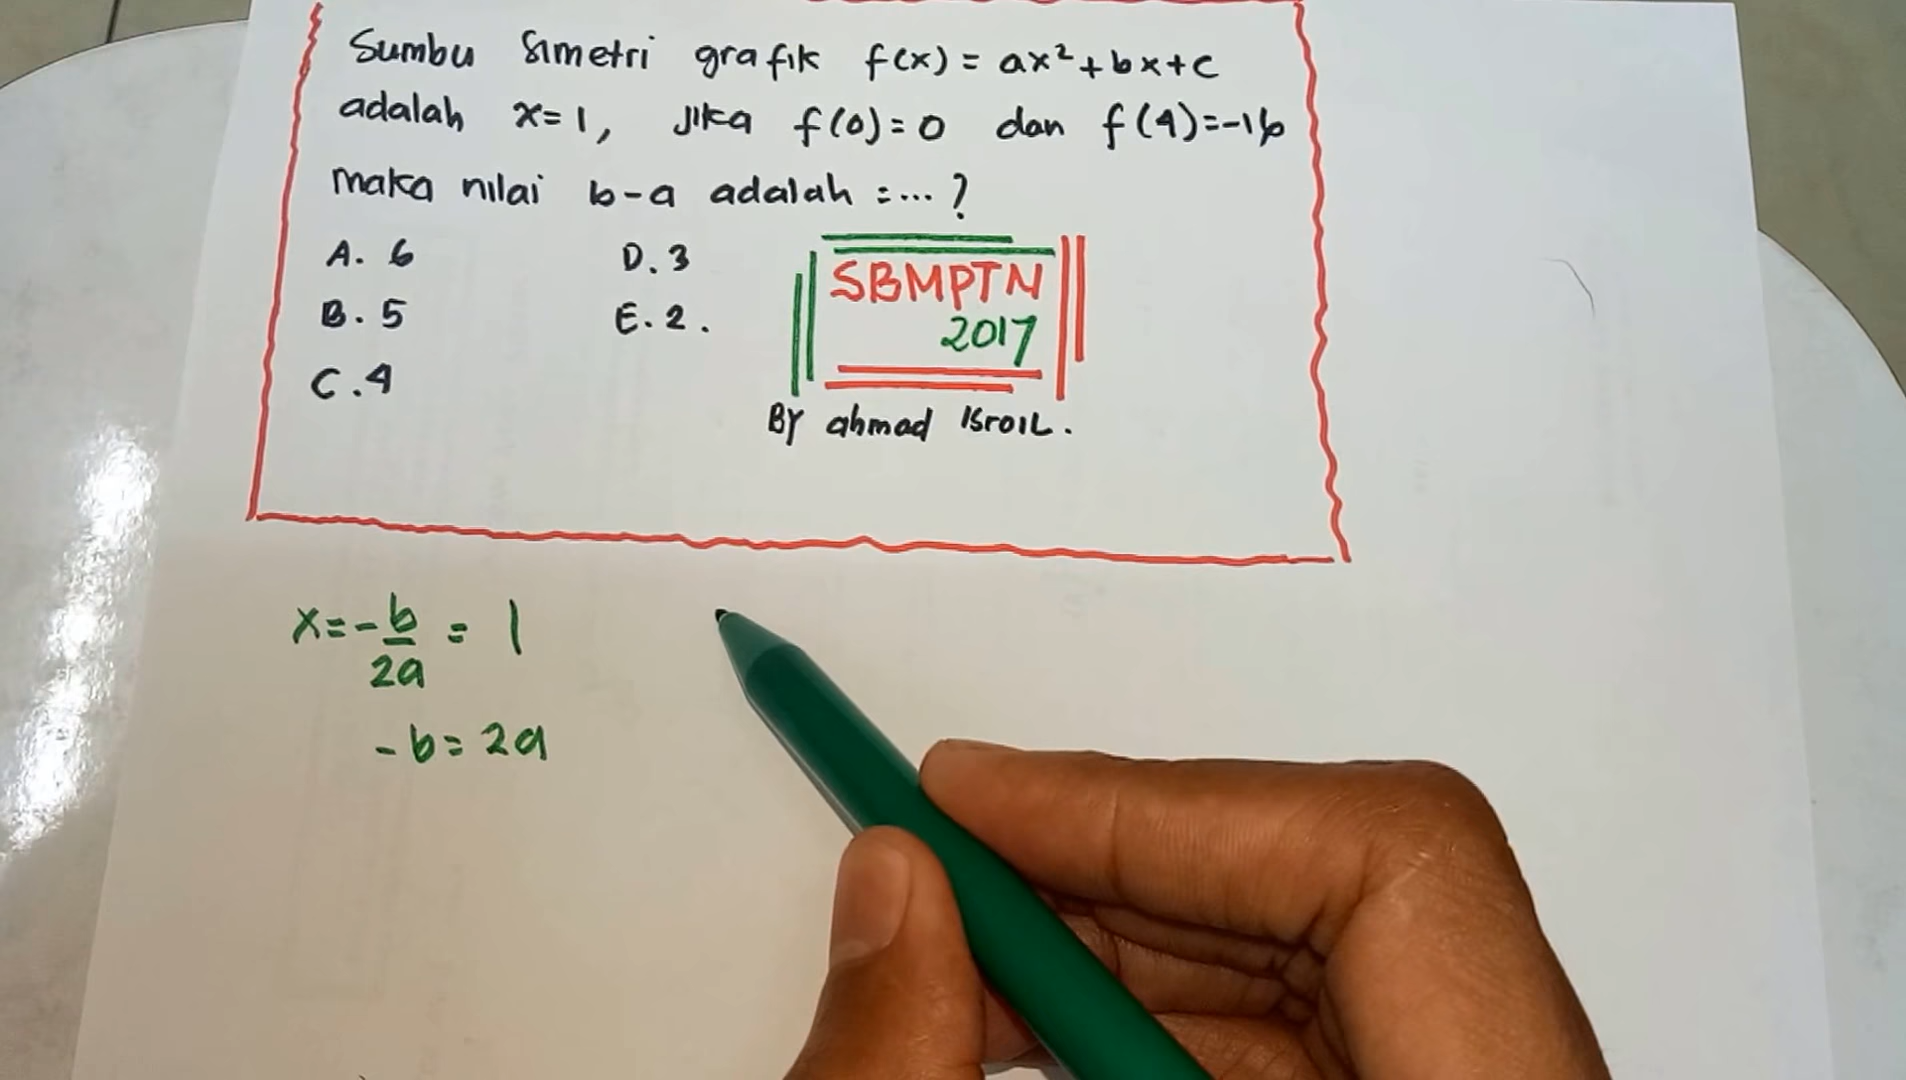 Sumbu Simetri grafik f(x) = ax²+bx+c
adalah x=1, Jika f(0)=0 dan f(4)=-16
maka nilai b-a adalah =...?
A. 6
D. 3
B. 5
E. 2.
C. 4
SBMPTN
2017
BY ahmad ISROIL.
x = -b/2a = 1
-b = 2a